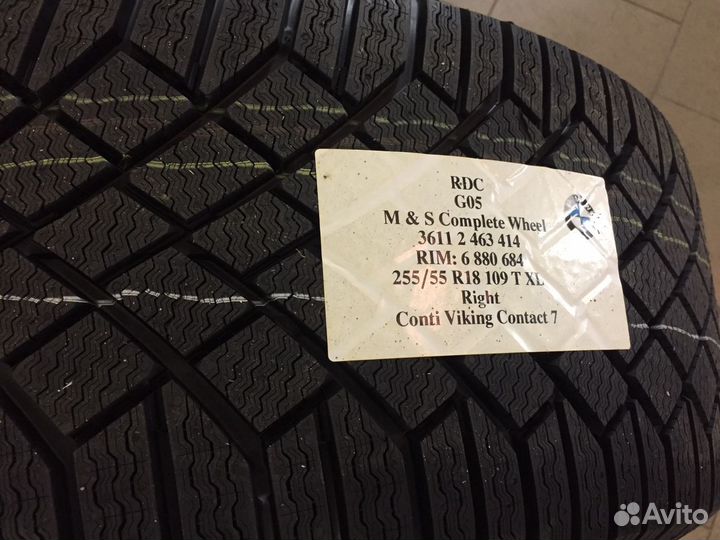 RDC
G05
M & S Complete Wheel
3611 2 463 414
RIM: 6 880 684
255/55 R18 109 T XL
Right
Conti Viking Contact 7
Avito